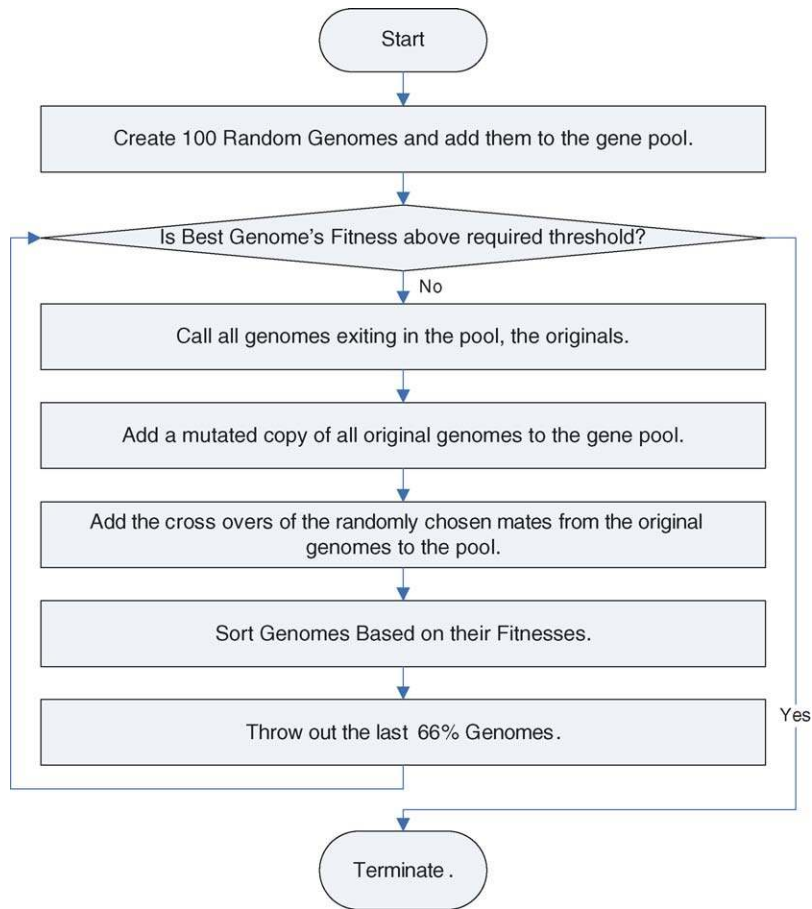 Start
Create 100 Random Genomes and add them to the gene pool.
Is Best Genome's Fitness above required threshold?
No
Call all genomes exiting in the pool, the originals.
Add a mutated copy of all original genomes to the gene pool.
Add the cross overs of the randomly chosen mates from the original
genomes to the pool.
Sort Genomes Based on their Fitnesses.
Throw out the last 66% Genomes.
Yes
Terminate .